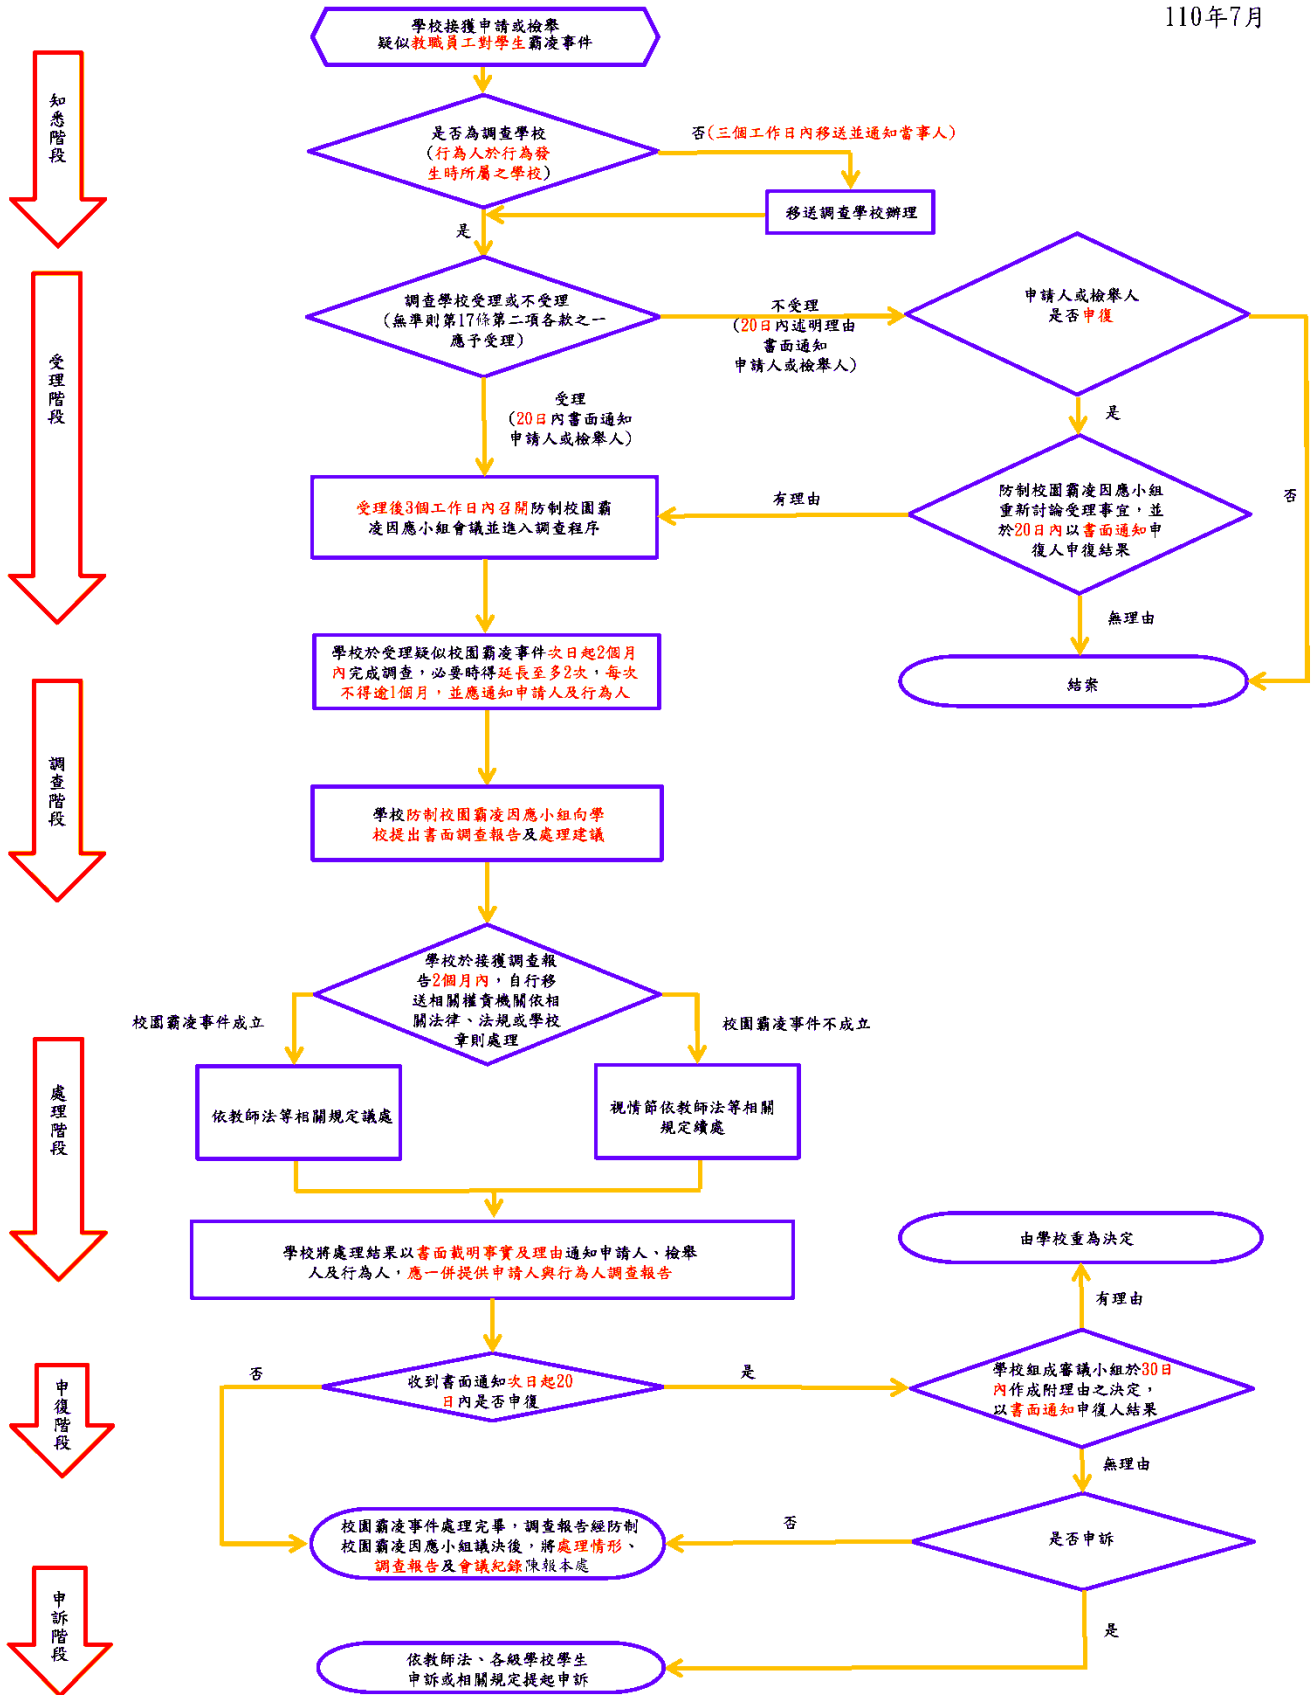 110年7月
學校接獲申請或檢舉
疑似教職員工對學生霸凌事件
知悉階段
是否為調查學校
(行為人於行為發
生時所屬之學校)
否(三個工作日內移送並通知當事人)
移送調查學校辦理
是
受理階段
調查學校受理或不受理
(無準則第17條第二項各款之一
應予受理)
不受理
(20日內述明理由
書面通知
申請人或檢舉人)
申請人或檢舉人
是否申復
受理
(20日內書面通知
申請人或檢舉人)
是
否
受理後3個工作日內召開防制校園霸
凌因應小組會議並進入調查程序
有理由
防制校園霸凌因應小組
重新討論受理事宜，並
於20日內以書面通知申
復人申復結果
無理由
結案
調查階段
學校於受理疑似校園霸凌事件次日起2個月
內完成調查，必要時得延長至多2次，每次
不得逾1個月，並應通知申請人及行為人
學校防制校園霸凌因應小組向學
校提出書面調查報告及處理建議
處理階段
學校於接獲調查報
告2個月內，自行移
送相關權責機關依相
關法律、法規或學校
章則處理
校園霸凌事件成立
校園霸凌事件不成立
依教師法等相關規定議處
視情節依教師法等相關
規定續處
學校將處理結果以書面載明事實及理由通知申請人、檢舉
人及行為人，應一併提供申請人與行為人調查報告
由學校重為決定
有理由
申復階段
否
收到書面通知次日起20
日內是否申復
是
學校組成審議小組於30日
內作成附理由之決定，
以書面通知申復人結果
無理由
校園霸凌事件處理完畢，調查報告經防制
校園霸凌因應小組議決後，將處理情形、
調查報告及會議紀錄陳報本處
否
是否申訴
申訴階段
是
依教師法、各級學校學生
申訴或相關規定提起申訴